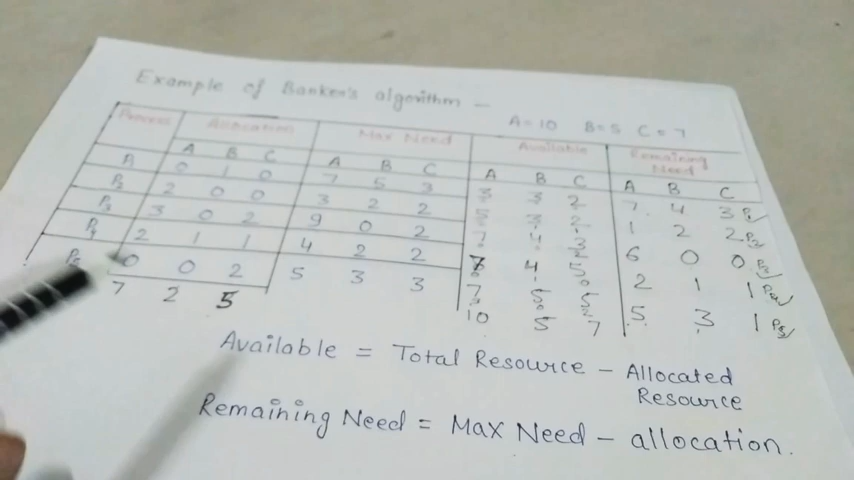 Example of Banker's algorithm -
A = 10 B = 5 C = 7
Process Allocation Max Need Available Remaining Need
A B C A B C A B C A B C
P1 0 1 0 7 5 3 3 3 2 7 4 3 P1
P2 2 0 0 3 2 2 5 3 2 1 2 2 P2
P3 3 0 2 9 0 2 7 4 3 6 0 0 P3
P4 2 1 1 4 2 2 7 4 5 2 1 1 P4
P5 0 0 2 5 3 3 7 5 5 5 3 1 P5
7 2 5 10 5 7
Available = Total Resource - Allocated Resource
Remaining Need = Max Need - allocation.